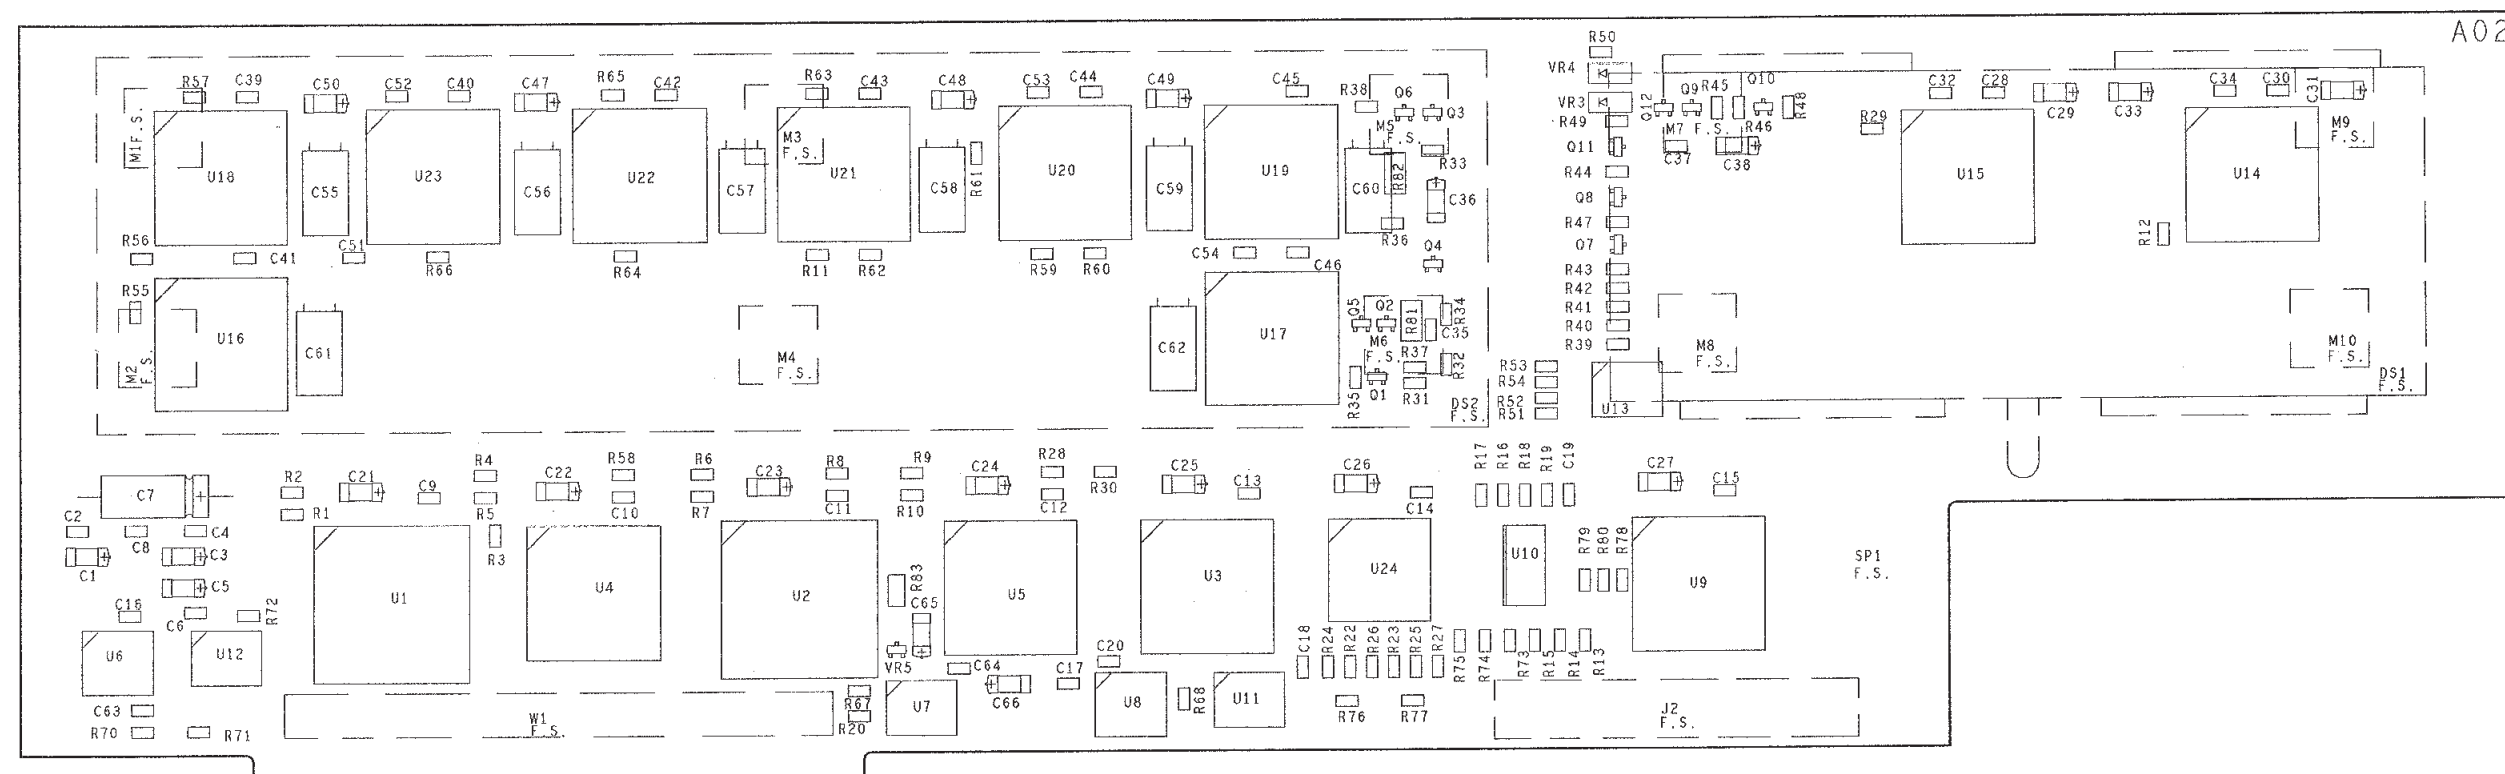 A02
R50
VR4
VR3
R57
C39
C50
C52
C40
C47
R65
C42
R63
C43
C48
C53
C44
C49
C45
R38
Q6
Q3
Q12
Q9
R45
Q10
R48
R29
C32
C28
C29
C33
C34
C30
C31
M1
F.S.
U18
C55
U23
C56
U22
C57
M3
F.S.
U21
C58
R61
U20
C59
U19
C60
M5
F.S.
R82
R33
C36
R36
Q4
R49
Q11
R44
Q8
R47
Q7
R43
R42
R41
R40
R39
M7
F.S.
R46
C37
C38
U15
U14
R12
M9
F.S.
R56
C41
C51
R66
R64
R11
R62
R59
R60
C54
C46
R55
U16
C61
M2
F.S.
M4
F.S.
C62
U17
Q5
Q2
R81
R34
C35
M6
F.S.
R37
R32
R35
Q1
R31
DS2
F.S.
R53
R54
R52
R51
U13
M8
F.S.
M10
F.S.
DS1
F.S.
C7
R2
R1
C21
C9
R4
R5
C22
R58
C10
R6
R7
C23
R8
C11
R9
R10
C24
R28
C12
R30
C25
C13
C26
C14
R17
R16
R18
R19
C19
C27
C15
C2
C8
C4
C1
C3
C5
C16
C6
R72
U1
R3
U4
U2
R83
C65
U5
U3
U24
U10
R79
R80
R78
U9
SP1
F.S.
U6
U12
VR5
C64
C17
C20
C66
C18
R24
R22
R26
R23
R25
R27
R75
R74
R73
R15
R14
R13
C63
R70
R71
W1
F.S.
R67
R20
U7
U8
R68
U11
R76
R77
J2
F.S.